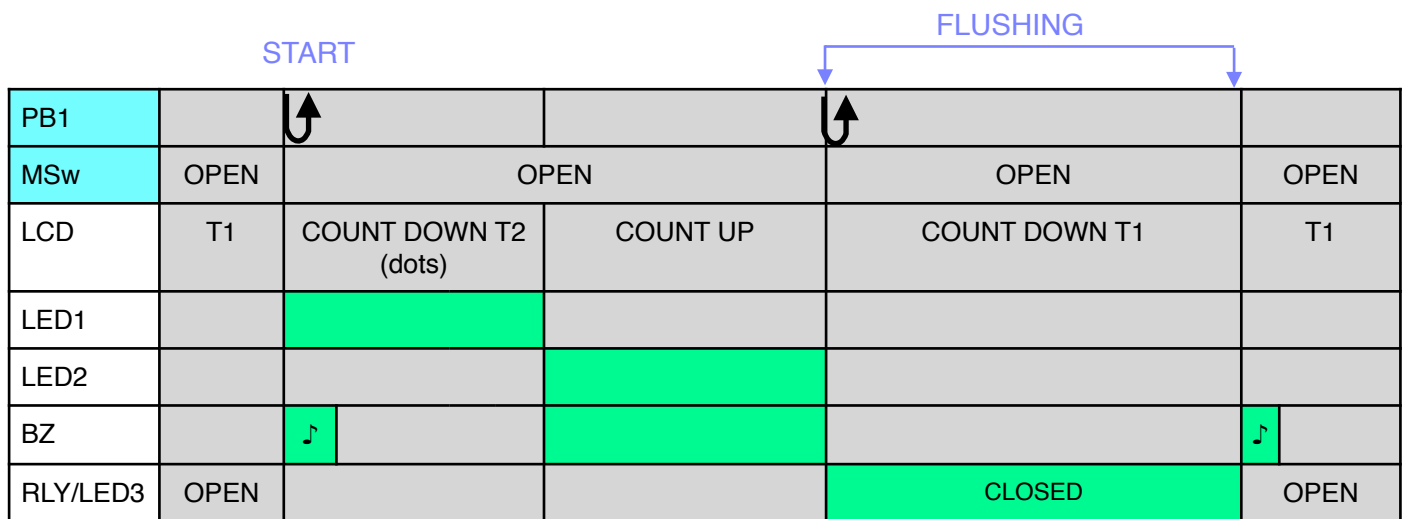 FLUSHING
START
PB1
MSw OPEN OPEN OPEN OPEN
LCD T1 COUNT DOWN T2 COUNT UP COUNT DOWN T1 T1
(dots)
LED1
LED2
BZ ♪ ♪
RLY/LED3 OPEN CLOSED OPEN